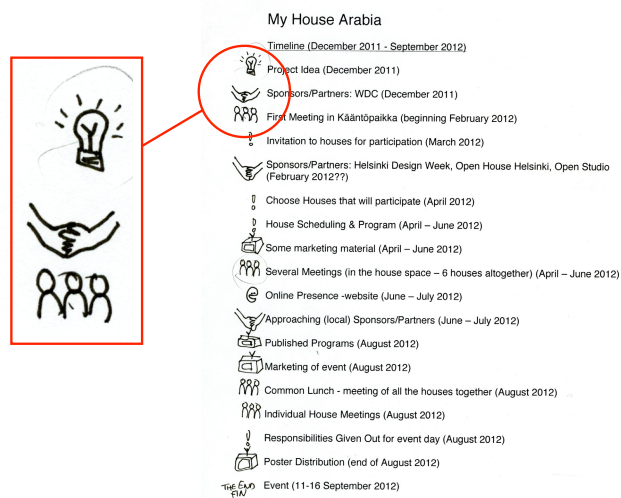 My House Arabia
Timeline (December 2011 - September 2012)
Project Idea (December 2011)
Sponsors/Partners: WDC (December 2011)
First Meeting in Kääntöpaikka (beginning February 2012)
Invitation to houses for participation (March 2012)
Sponsors/Partners: Helsinki Design Week, Open House Helsinki, Open Studio
(February 2012??)
! Choose Houses that will participate (April 2012)
! House Scheduling & Program (April – June 2012)
Some marketing material (April – June 2012)
Several Meetings (in the house space – 6 houses altogether) (April – June 2012)
e Online Presence -website (June – July 2012)
Approaching (local) Sponsors/Partners (June – July 2012)
Published Programs (August 2012)
Marketing of event (August 2012)
Common Lunch - meeting of all the houses together (August 2012)
Individual House Meetings (August 2012)
! Responsibilities Given Out for event day (August 2012)
Poster Distribution (end of August 2012)
THE END Event (11-16 September 2012)
FIN